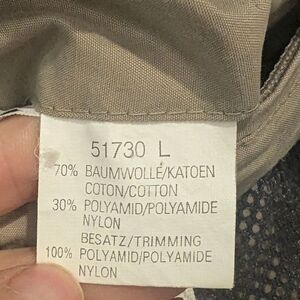 51730 L
70% BAUMWOLLE/KATOEN
COTON/COTTON
30% POLYAMID/POLYAMIDE
NYLON
BESATZ/TRIMMING
100% POLYAMID/POLYAMIDE
NYLON